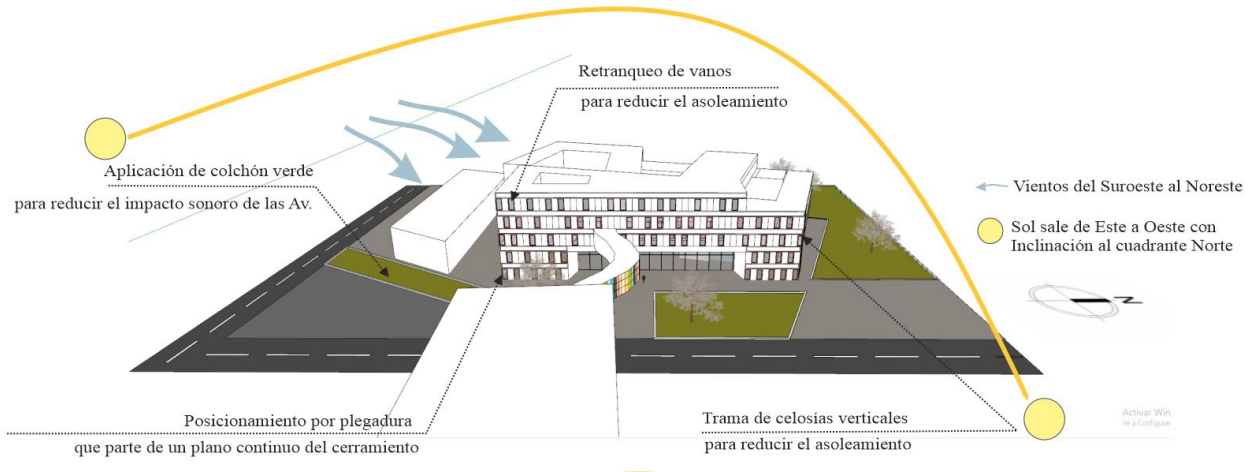 Retranqueo de vanos
para reducir el asoleamiento
Aplicación de colchón verde
para reducir el impacto sonoro de las Av.
Vientos del Suroeste al Noreste
Sol sale de Este a Oeste con
Inclinación al cuadrante Norte
N
Posicionamiento por plegadura
que parte de un plano continuo del cerramiento
Trama de celosías verticales
para reducir el asoleamiento
Activar Win
Ve a Configurac